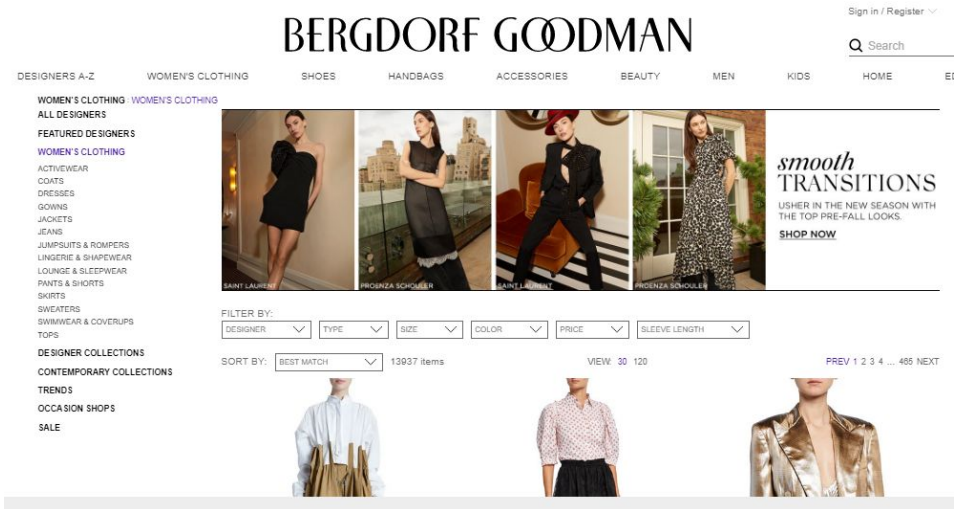 Sign in / Register
BERGDORF GOODMAN
Search
DESIGNERS A-Z WOMEN'S CLOTHING SHOES HANDBAGS ACCESSORIES BEAUTY MEN KIDS HOME
WOMEN'S CLOTHING WOMEN'S CLOTHING
ALL DESIGNERS
FEATURED DESIGNERS
WOMEN'S CLOTHING
ACTIVEWEAR
COATS
DRESSES
GOWNS
JACKETS
JEANS
JUMPSUITS & ROMPERS
LINGERIE & SHAPEWEAR
LOUNGE & SLEEPWEAR
PANTS & SHORTS
SKIRTS
SWEATERS
SWIMWEAR & COVERUPS
TOPS
DESIGNER COLLECTIONS
CONTEMPORARY COLLECTIONS
TRENDS
OCCASION SHOPS
SALE
SAINT LAURENT PROENZA SCHOULER SAINT LAURENT PROENZA SCHOULER
smooth
TRANSITIONS
USHER IN THE NEW SEASON WITH
THE TOP PRE-FALL LOOKS.
SHOP NOW
FILTER BY:
DESIGNER TYPE SIZE COLOR PRICE SLEEVE LENGTH
SORT BY: BEST MATCH 13937 items VIEW: 30 120 PREV 1 2 3 4 ... 465 NEXT